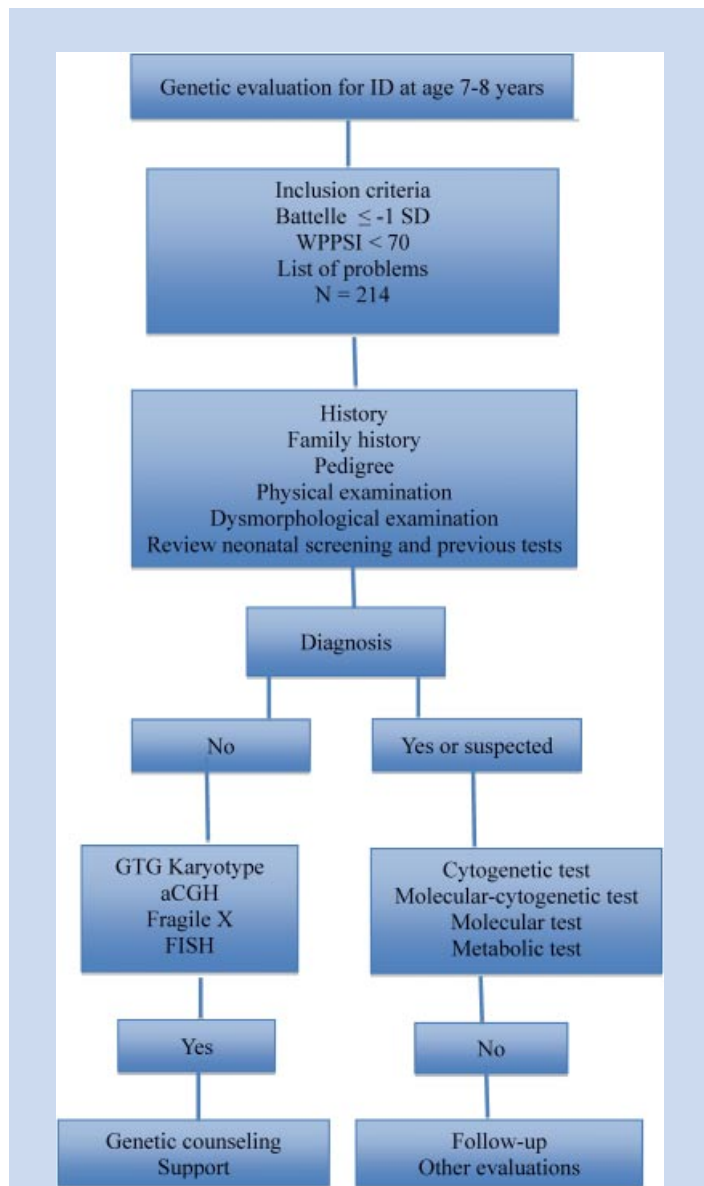 Genetic evaluation for ID at age 7-8 years
Inclusion criteria
Battelle ≤ -1 SD
WPPSI < 70
List of problems
N = 214
History
Family history
Pedigree
Physical examination
Dysmorphological examination
Review neonatal screening and previous tests
Diagnosis
No
Yes or suspected
GTG Karyotype
aCGH
Fragile X
FISH
Cytogenetic test
Molecular-cytogenetic test
Molecular test
Metabolic test
Yes
No
Genetic counseling
Support
Follow-up
Other evaluations